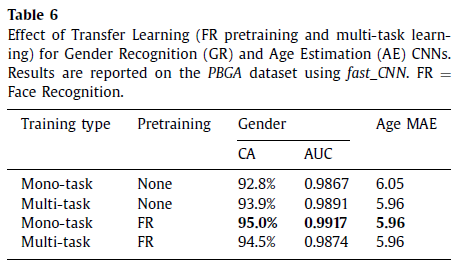 Table 6
Effect of Transfer Learning (FR pretraining and multi-task learn-
ing) for Gender Recognition (GR) and Age Estimation (AE) CNNs.
Results are reported on the PBGA dataset using fast_CNN. FR =
Face Recognition.
Training type Pretraining Gender Age MAE
CA AUC
Mono-task None 92.8% 0.9867 6.05
Multi-task None 93.9% 0.9891 5.96
Mono-task FR 95.0% 0.9917 5.96
Multi-task FR 94.5% 0.9874 5.96